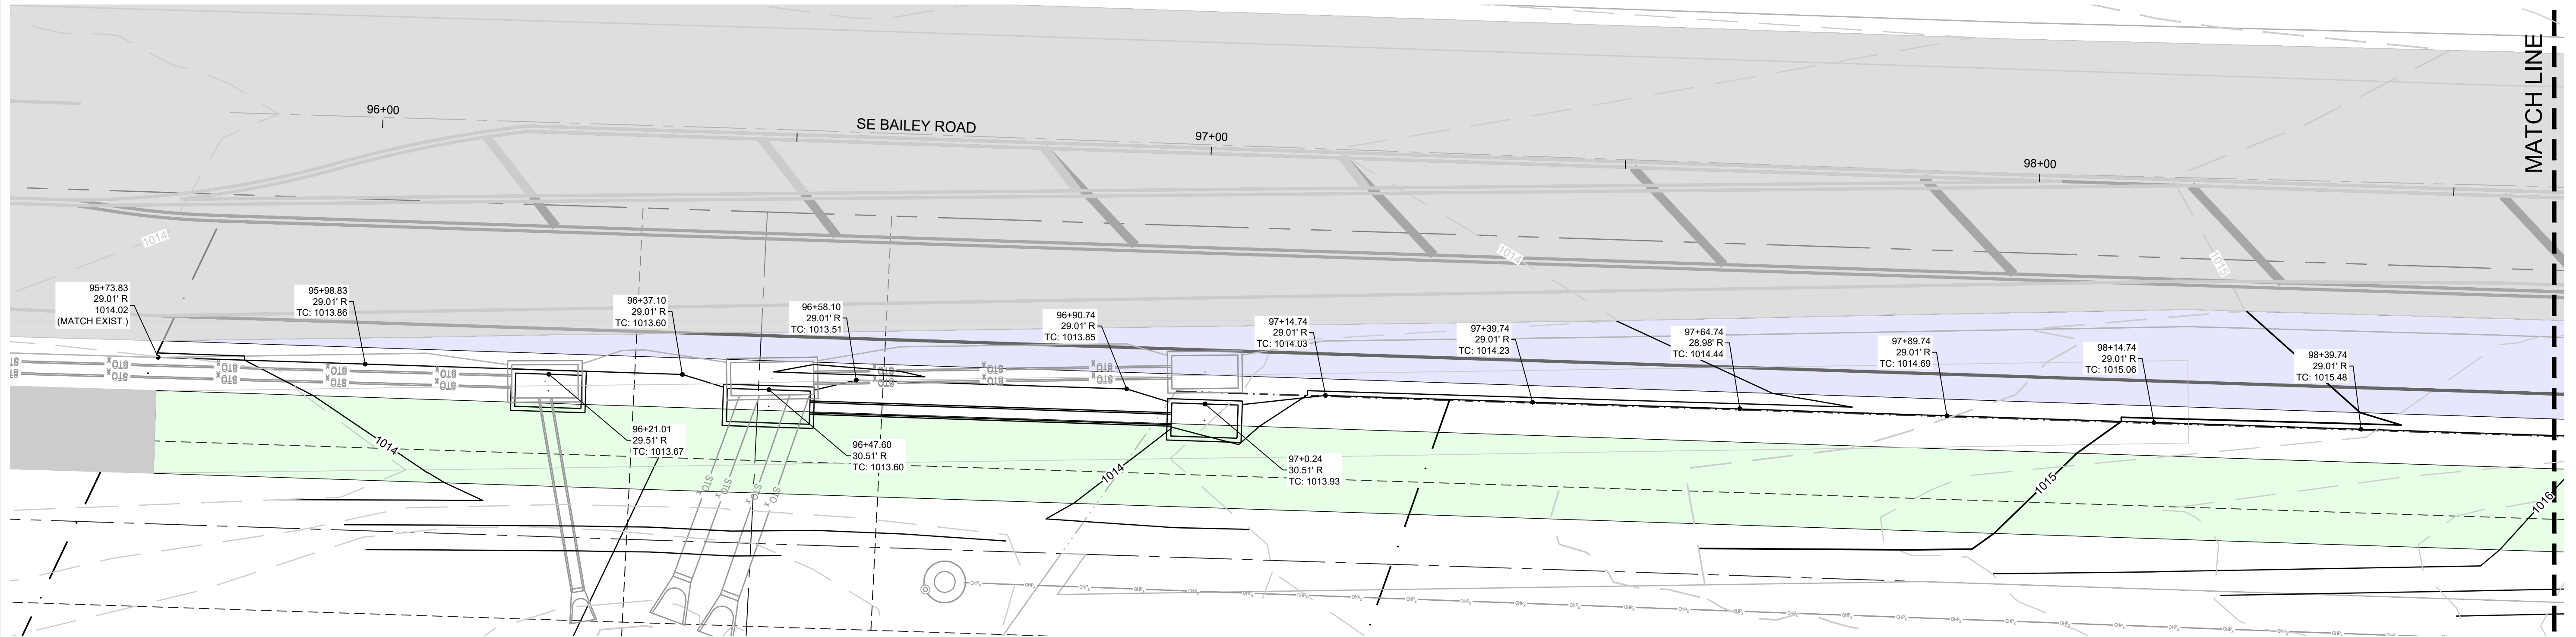 96+00
SE BAILEY ROAD
97+00
98+00
MATCH LINE
1014
1014
1015
95+73.83
29.01' R
1014.02
(MATCH EXIST.)
95+98.83
29.01' R
TC: 1013.86
96+37.10
29.01' R
TC: 1013.60
96+58.10
29.01' R
TC: 1013.51
96+90.74
29.01' R
TC: 1013.85
97+14.74
29.01' R
TC: 1014.03
97+39.74
29.01' R
TC: 1014.23
97+64.74
28.98' R
TC: 1014.44
97+89.74
29.01' R
TC: 1014.69
98+14.74
29.01' R
TC: 1015.06
98+39.74
29.01' R
TC: 1015.48
96+21.01
29.51' R
TC: 1013.67
96+47.60
30.51' R
TC: 1013.60
97+0.24
30.51' R
TC: 1013.93
1014
1014
1015
1016